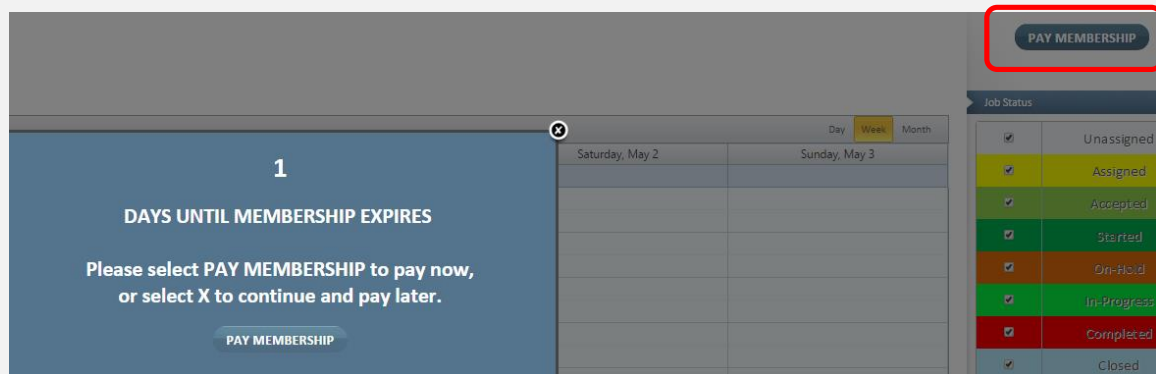 PAY MEMBERSHIP
Job Status
Day Week Month
Saturday, May 2 Sunday, May 3
1
DAYS UNTIL MEMBERSHIP EXPIRES
Please select PAY MEMBERSHIP to pay now,
or select X to continue and pay later.
PAY MEMBERSHIP
Unassigned
Assigned
Accepted
Started
On-Hold
In-Progress
Completed
Closed